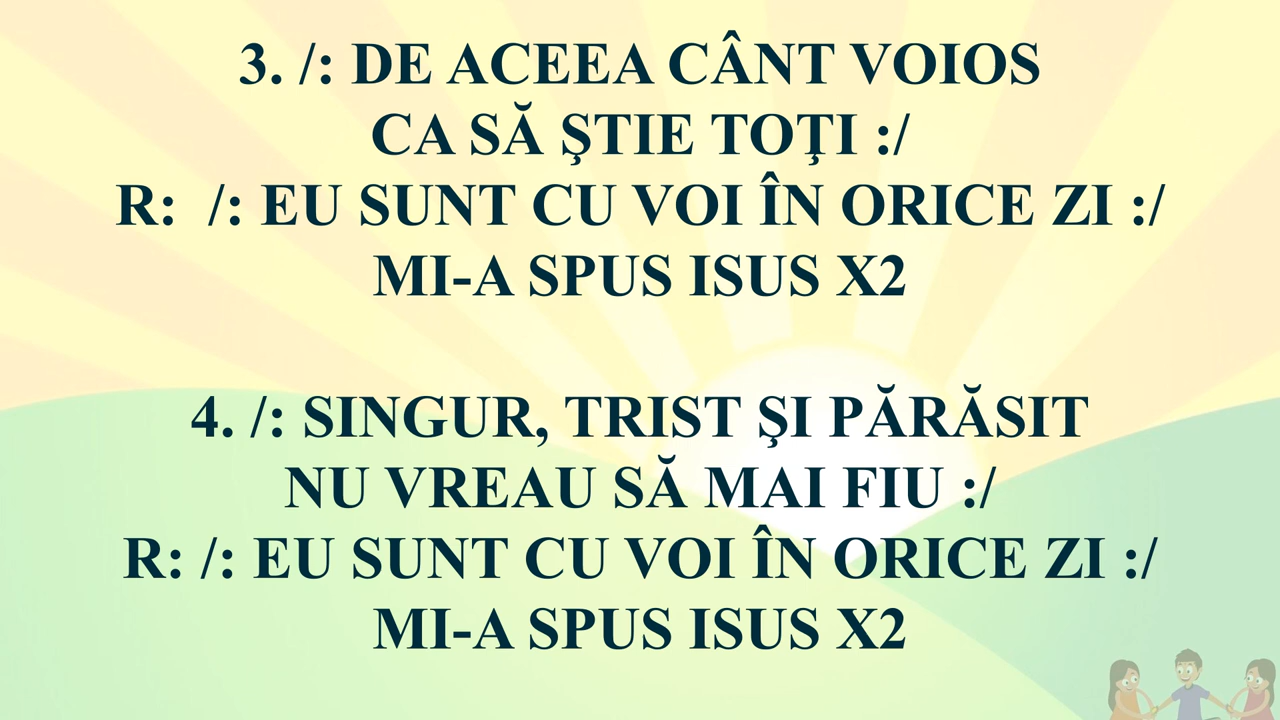 3. /: DE ACEEA CÂNT VOIOS
CA SĂ ŞTIE TOŢI :/
R: /: EU SUNT CU VOI ÎN ORICE ZI :/
MI-A SPUS ISUS X2
4. /: SINGUR, TRIST ŞI PĂRĂSIT
NU VREAU SĂ MAI FIU :/
R: /: EU SUNT CU VOI ÎN ORICE ZI :/
MI-A SPUS ISUS X2